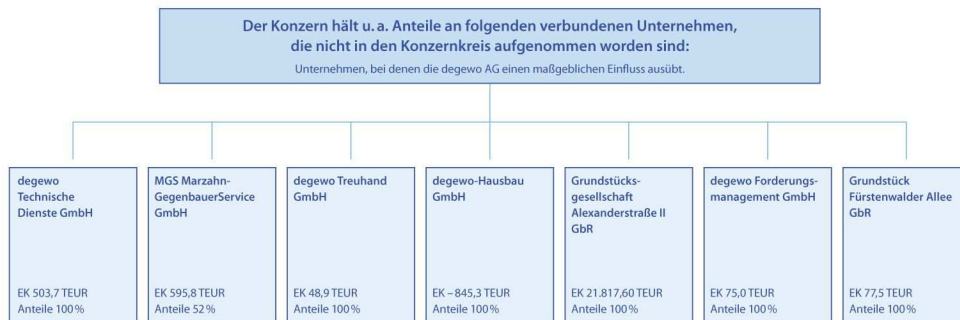 Der Konzern hält u. a. Anteile an folgenden verbundenen Unternehmen,
die nicht in den Konzernkreis aufgenommen worden sind:
Unternehmen, bei denen die degewo AG einen maßgeblichen Einfluss ausübt.
degewo
Technische
Dienste GmbH
EK 503,7 TEUR
Anteile 100 %
MGS Marzahn-
GegenbauerService
GmbH
EK 595,8 TEUR
Anteile 52 %
degewo Treuhand
GmbH
EK 48,9 TEUR
Anteile 100 %
degewo-Hausbau
GmbH
EK – 845,3 TEUR
Anteile 100 %
Grundstücks-
gesellschaft
Alexanderstraße II
GbR
EK 21.817,60 TEUR
Anteile 100 %
degewo Forderungs-
management GmbH
EK 75,0 TEUR
Anteile 100 %
Grundstück
Fürstenwalder Allee
GbR
EK 77,5 TEUR
Anteile 100 %